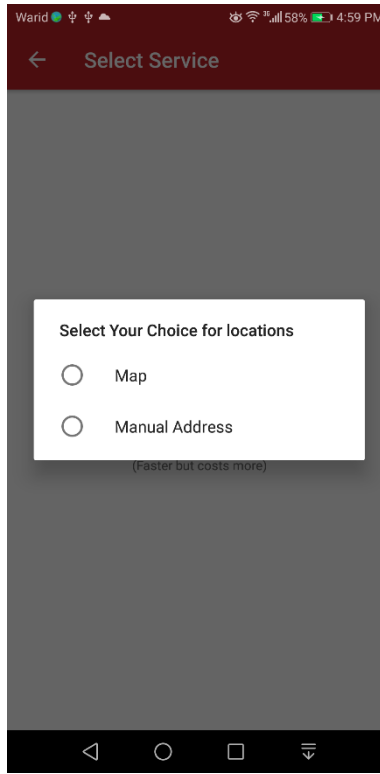 Warid 58% 4:59 PM
Select Service
Select Your Choice for locations
Map
Manual Address
(Faster but costs more)